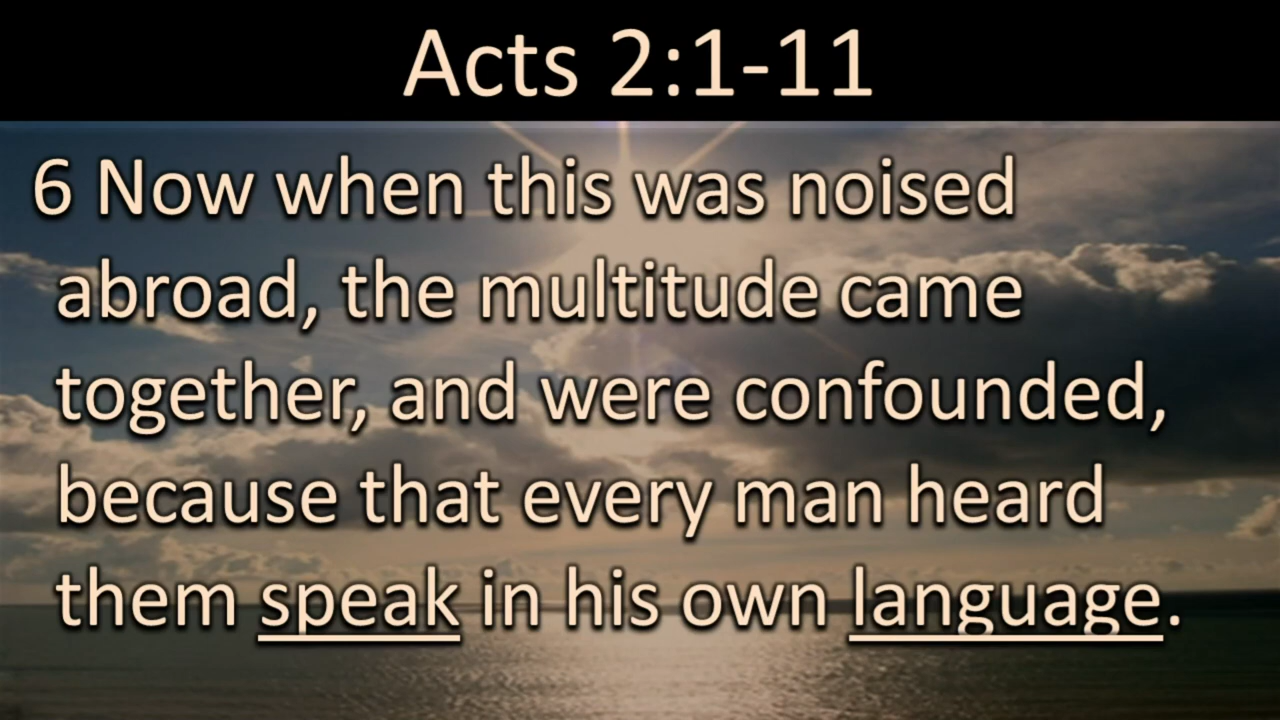 Acts 2:1-11
6 Now when this was noised
abroad, the multitude came
together, and were confounded,
because that every man heard
them speak in his own language.